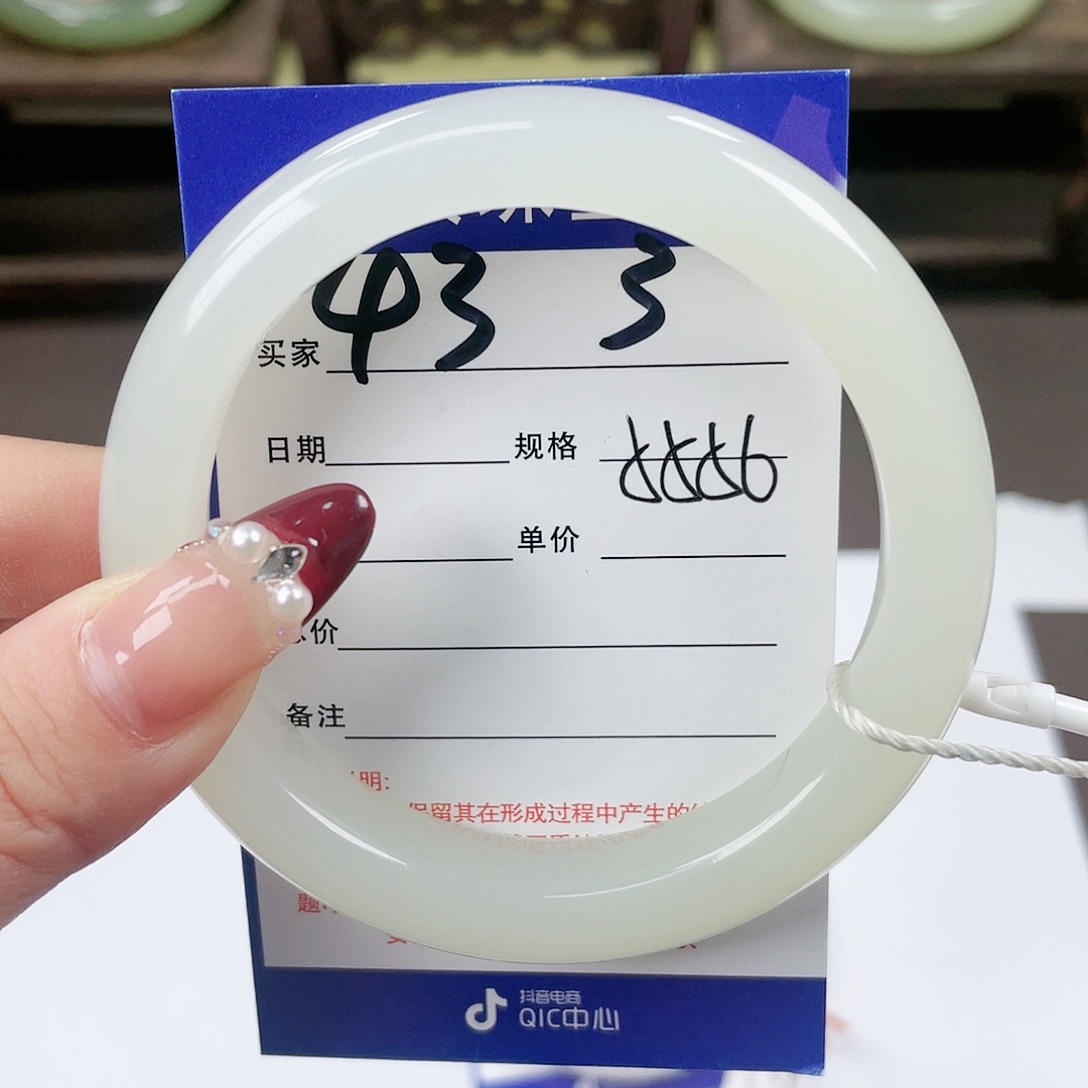 43 3
买家
日期 规格
单价
价
备注
明:
保留其在形成过程中产生的
题
抖音电商
QIC中心